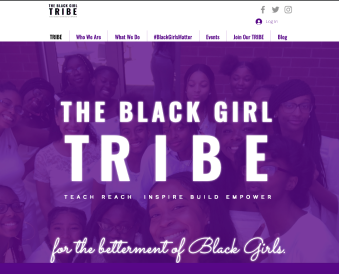 THE BLACK GIRL
TRIBE
Log In
TRIBE Who We Are What We Do #BlackGirlsMatter Events Join Our TRIBE Blog
THE BLACK GIRL
TRIBE
TEACH REACH INSPIRE BUILD EMPOWER
for the betterment of Black Girls.